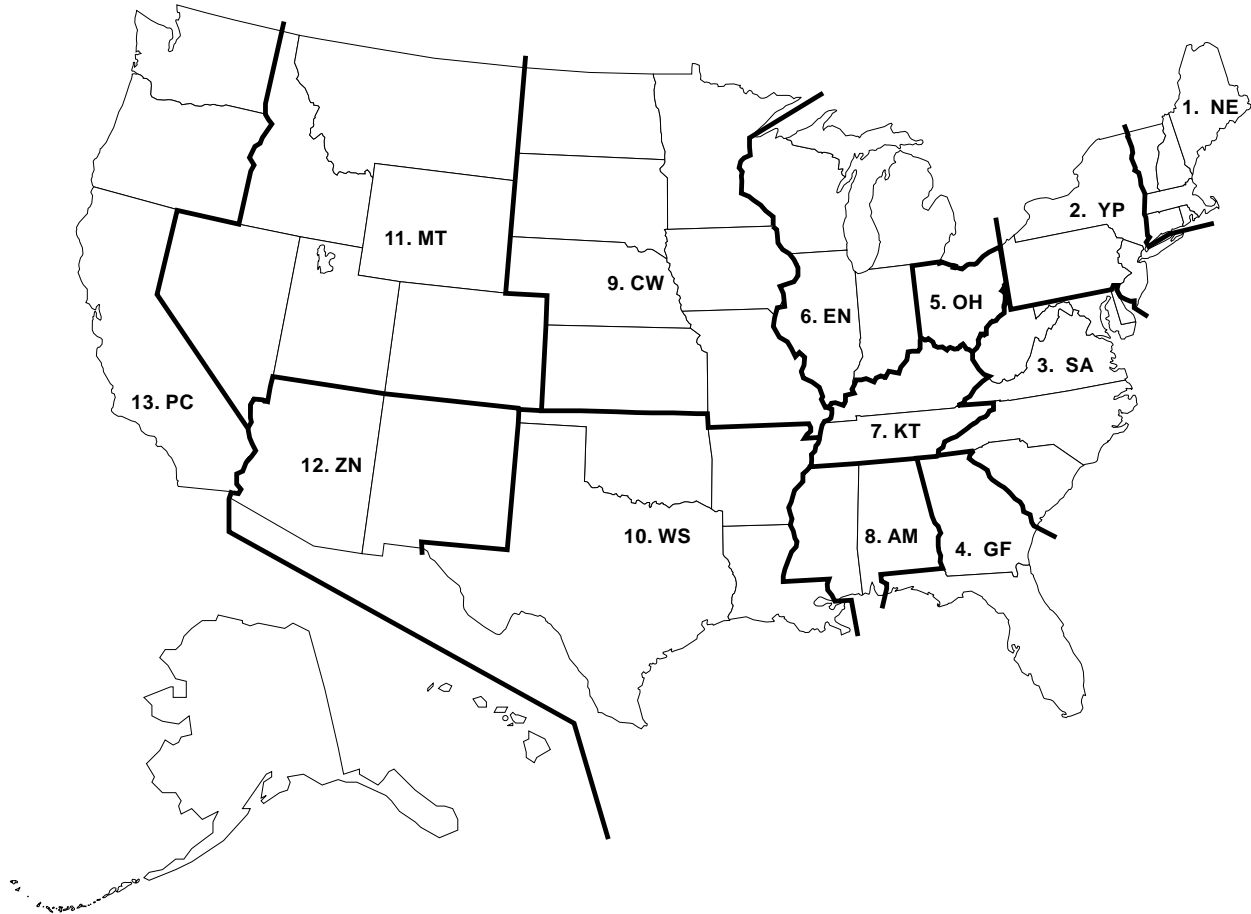 1. NE
2. YP
11. MT
9. CW
5. OH
6. EN
3. SA
13. PC
7. KT
12. ZN
10. WS
8. AM
4. GF